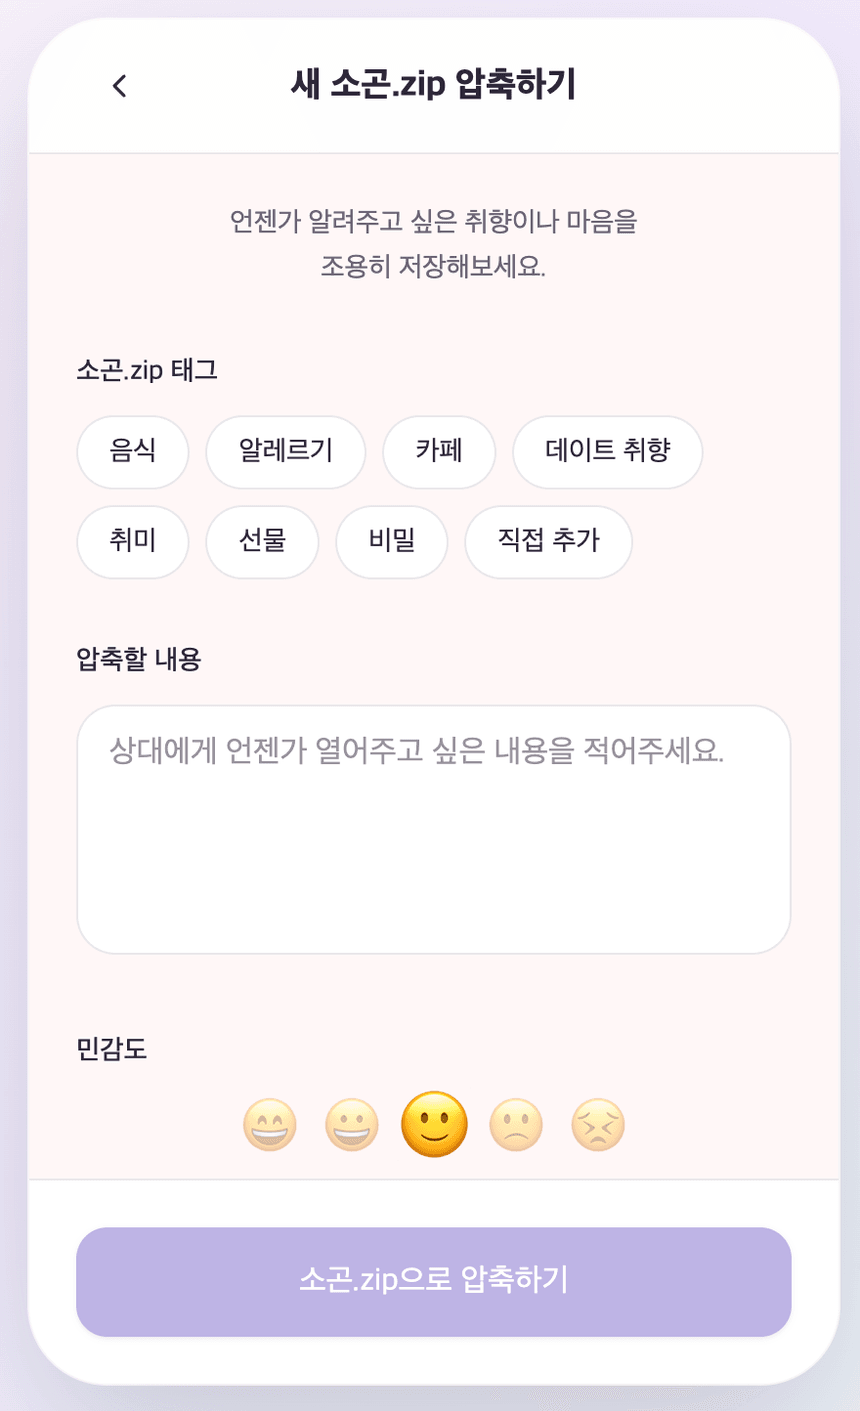 새 소곤.zip 압축하기
언젠가 알려주고 싶은 취향이나 마음을
조용히 저장해보세요.
소곤.zip 태그
음식 알레르기 카페 데이트 취향
취미 선물 비밀 직접 추가
압축할 내용
상대에게 언젠가 열어주고 싶은 내용을 적어주세요.
민감도
소곤.zip으로 압축하기